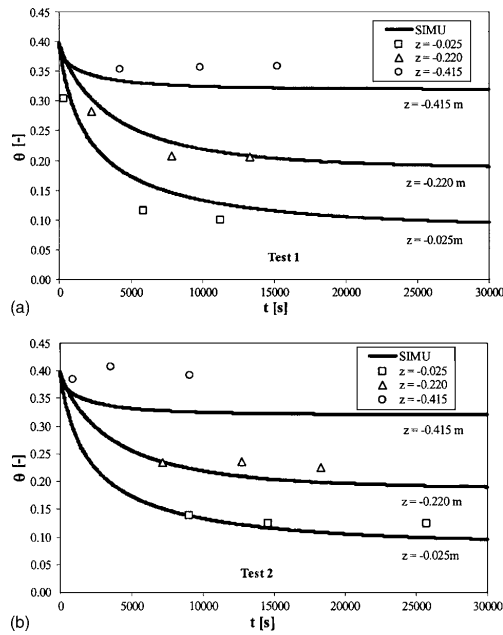 0.45
0.40
0.35
0.30
0.25
0.20
0.15
0.10
0.05
0.00
θ [-]
SIMU
z = -0.025
z = -0.220
z = -0.415
z = -0.415 m
z = -0.220 m
z = -0.025m
Test 1
0 5000 10000 15000 20000 25000 30000
(a) t [s]
0.45
0.40
0.35
0.30
0.25
0.20
0.15
0.10
0.05
0.00
θ [-]
SIMU
z = -0.025
z = -0.220
z = -0.415
z = -0.415 m
z = -0.220 m
z = -0.025m
Test 2
0 5000 10000 15000 20000 25000 30000
(b) t [s]